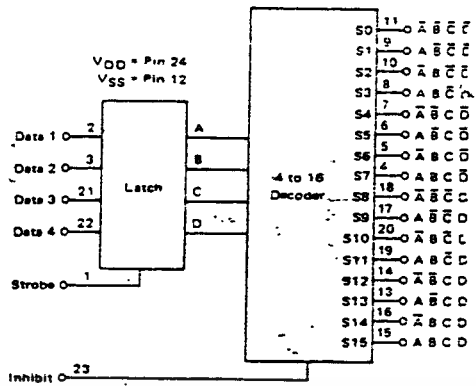 V_DD = Pin 24
V_SS = Pin 12
Data 1 2 A
Data 2 3 B
Data 3 21 C
Data 4 22 D
Latch
Strobe 1
Inhibit 23
4 to 16
Decoder
S0 11 A̅ B̅ C̅
S1 9 A B̅ C̅
S2 10 A̅ B C̅
S3 8 A B C̅
S4 7 A̅ B̅ C D̅
S5 6 A B̅ C D̅
S6 5 A̅ B C D̅
S7 4 A B C D̅
S8 18 A̅ B̅ C̅
S9 17 A B̅ C̅ D
S10 20 A̅ B C̅ D
S11 19 A B C̅ D
S12 14 A̅ B̅ C D
S13 13 A B̅ C D
S14 16 A̅ B C D
S15 15 A B C D